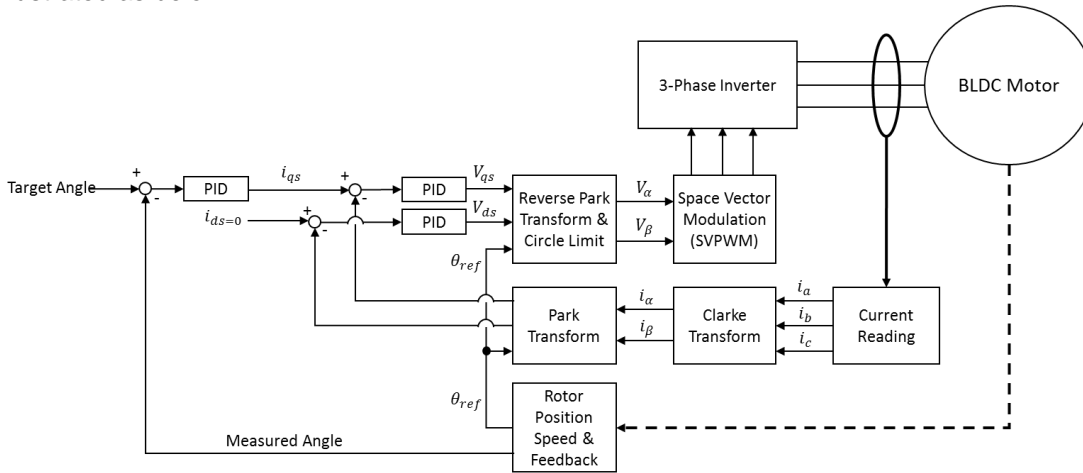 3-Phase Inverter
BLDC Motor
Target Angle
+
-
PID
i_qs
+
-
PID
V_qs
i_ds=0
+
-
PID
V_ds
θ_ref
Reverse Park
Transform &
Circle Limit
V_α
V_β
Space Vector
Modulation
(SVPWM)
Park
Transform
i_α
i_β
Clarke
Transform
i_a
i_b
i_c
Current
Reading
θ_ref
Rotor
Position
Speed &
Feedback
Measured Angle